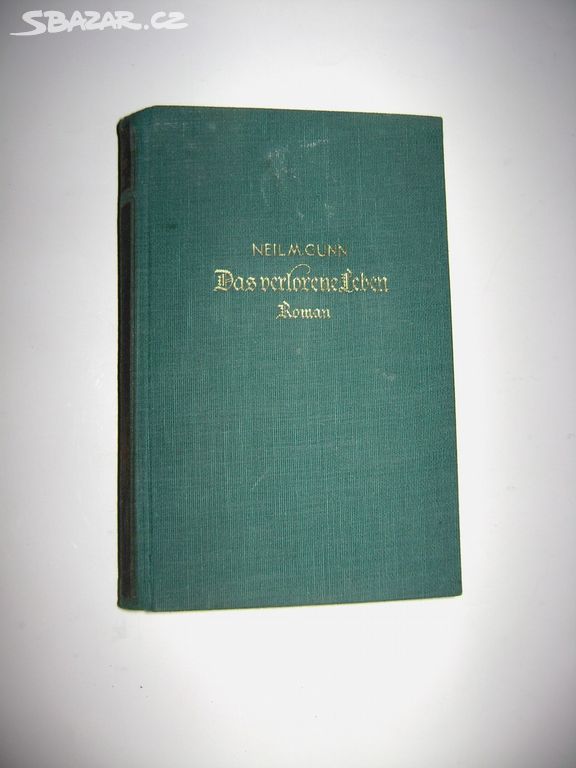 SBAZAR.CZ
NEIL M. GUNN
Das verlorene Leben
Roman